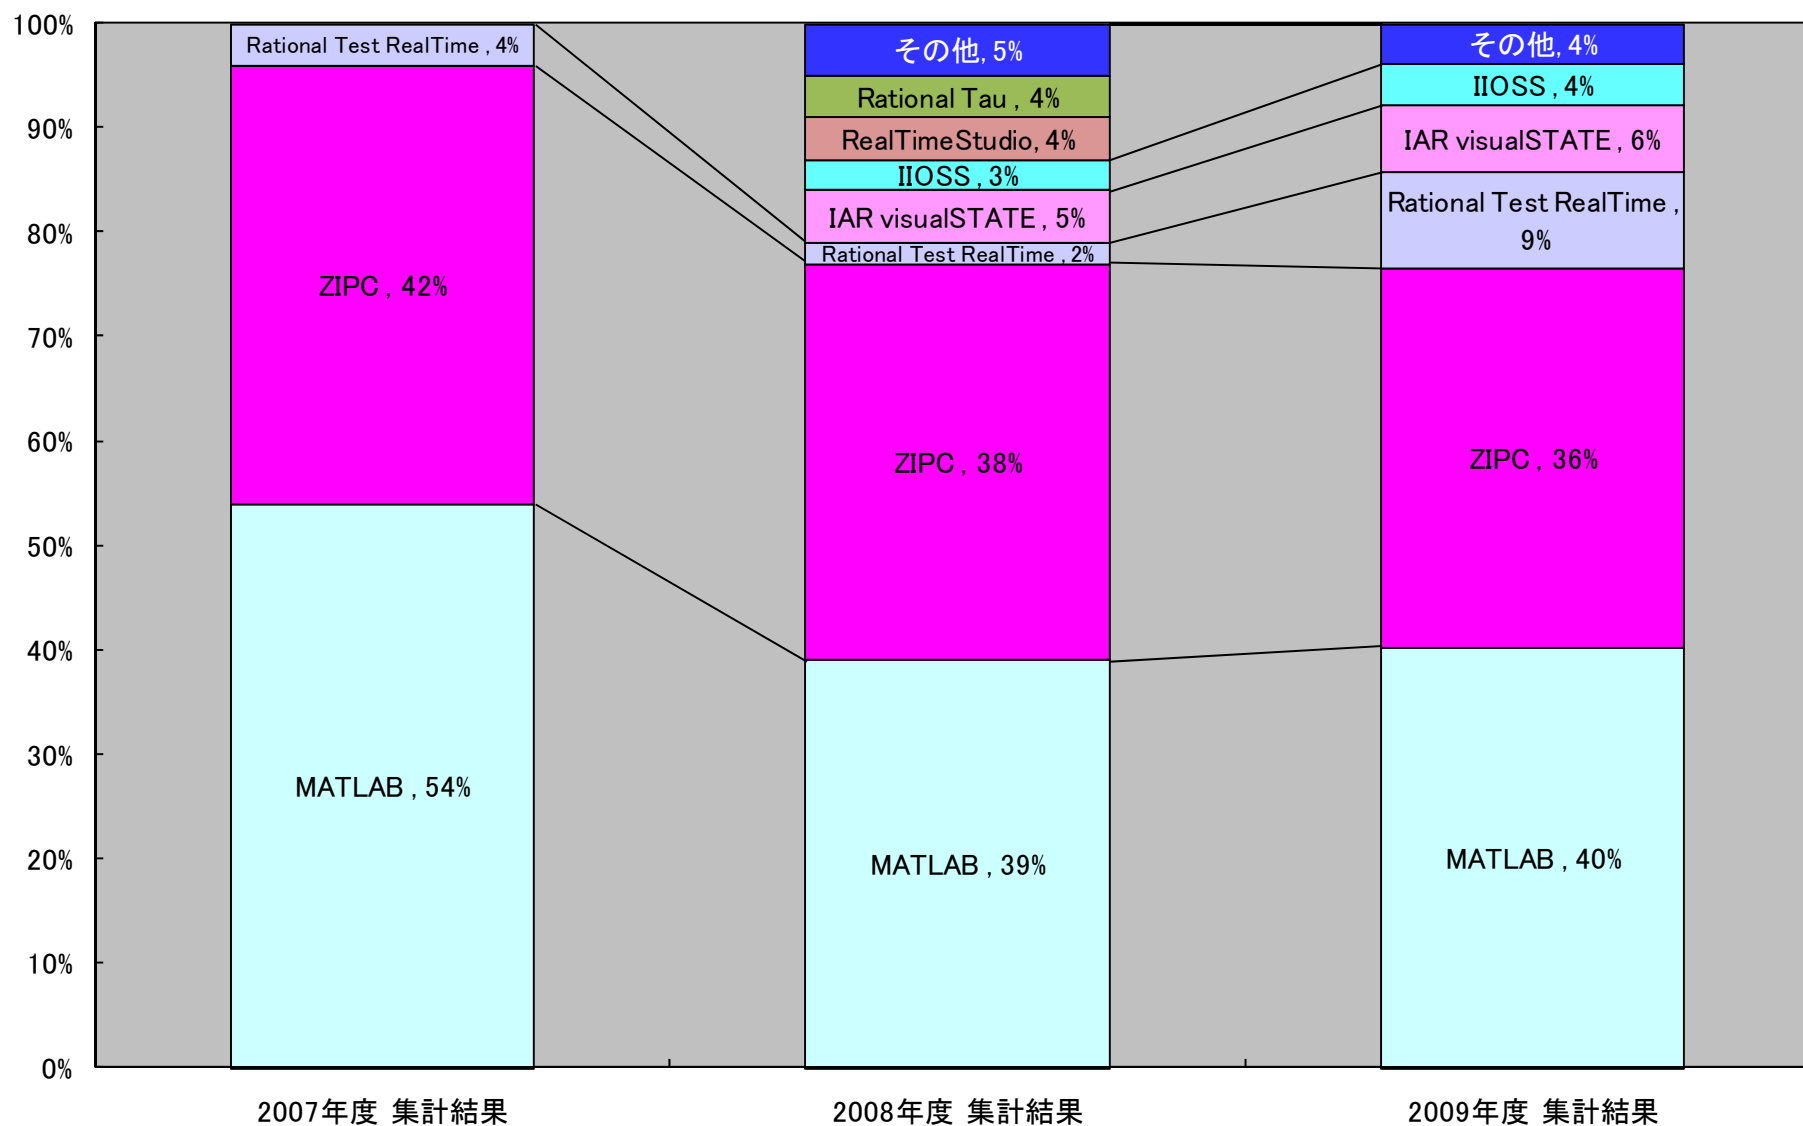 100%
90%
80%
70%
60%
50%
40%
30%
20%
10%
0%
Rational Test RealTime , 4%
ZIPC , 42%
MATLAB , 54%
その他, 5%
Rational Tau , 4%
RealTimeStudio, 4%
IIOSS , 3%
IAR visualSTATE , 5%
Rational Test RealTime , 2%
ZIPC , 38%
MATLAB , 39%
その他, 4%
IIOSS , 4%
IAR visualSTATE , 6%
Rational Test RealTime ,
9%
ZIPC , 36%
MATLAB , 40%
2007年度 集計結果
2008年度 集計結果
2009年度 集計結果